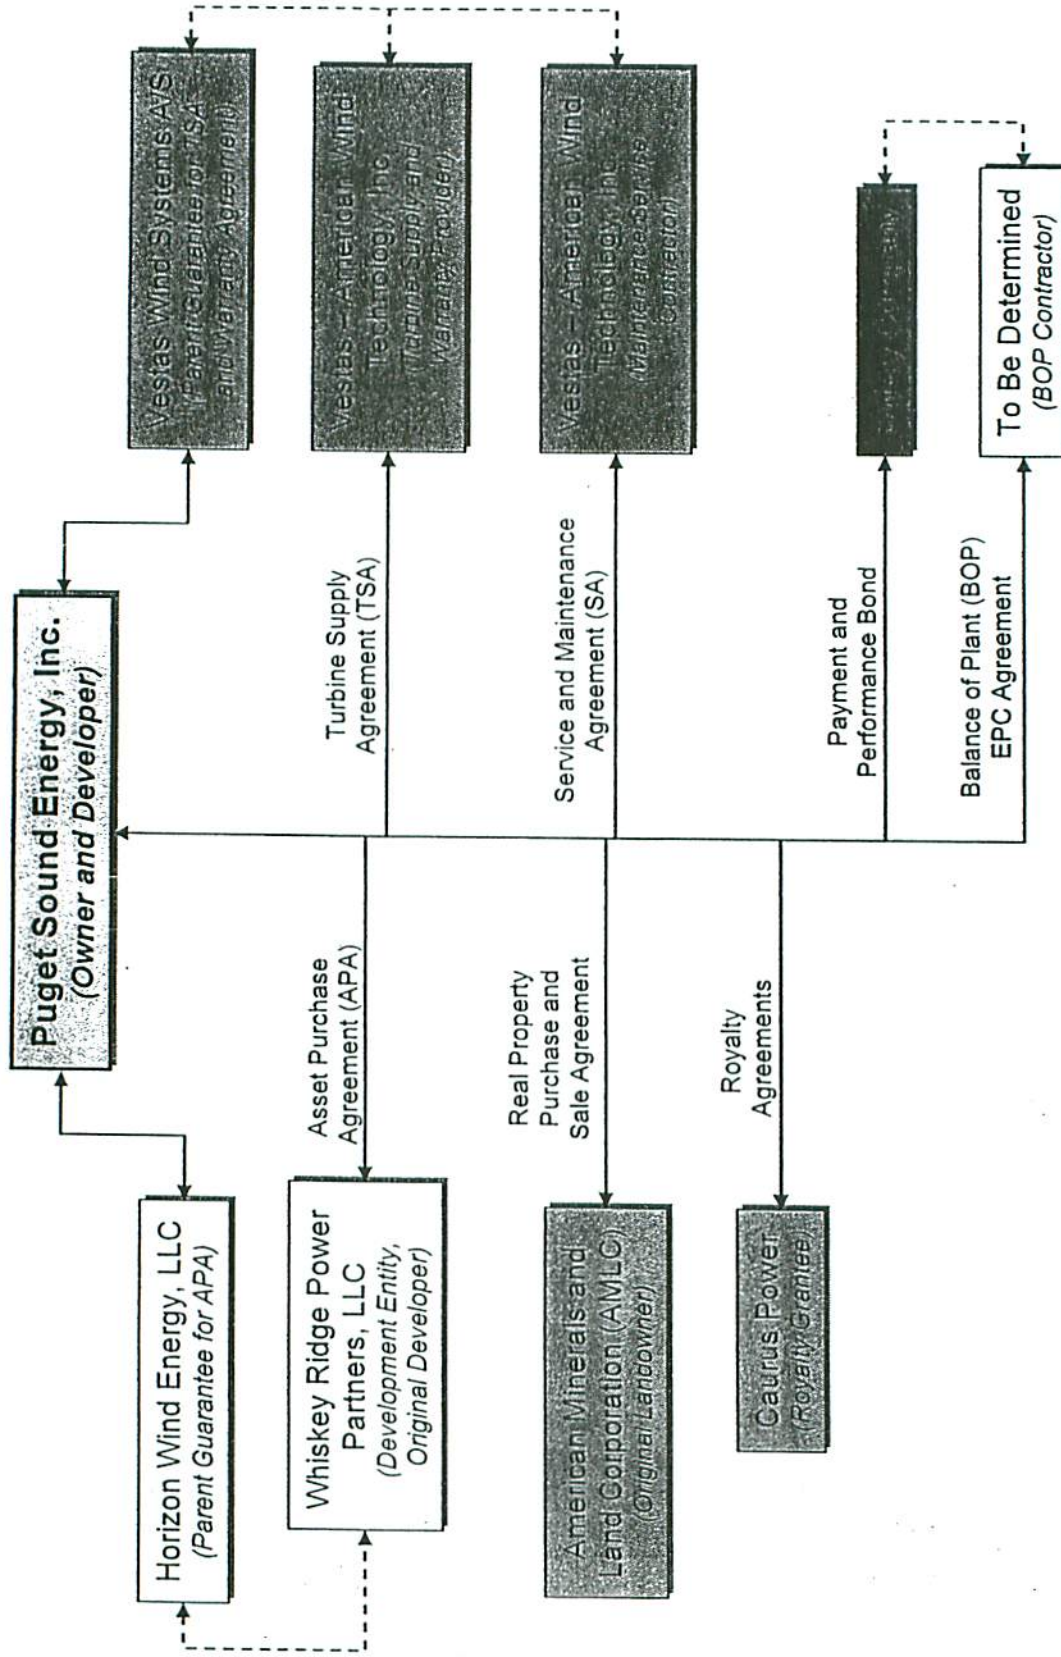 Puget Sound Energy, Inc.
(Owner and Developer)
Horizon Wind Energy, LLC
(Parent Guarantee for APA)
Whiskey Ridge Power
Partners, LLC
(Development Entity,
Original Developer)
American Minerals and
Land Corporation (AMLC)
(Original Landowner)
Caurus Power
(Royalty Grantee)
Asset Purchase
Agreement (APA)
Real Property
Purchase and
Sale Agreement
Royalty
Agreements
Turbine Supply
Agreement (TSA)
Service and Maintenance
Agreement (SA)
Payment and
Performance Bond
Balance of Plant (BOP)
EPC Agreement
Vestas Wind Systems A/S
(Parent Guarantee for TSA
and Warranty Agreement)
Vestas – American Wind
Technology, Inc.
(Turbine Supply and
Warranty Provider)
Vestas – American Wind
Technology, Inc.
(Maintenance/Service
Contractor)
To Be Determined
(BOP Contractor)